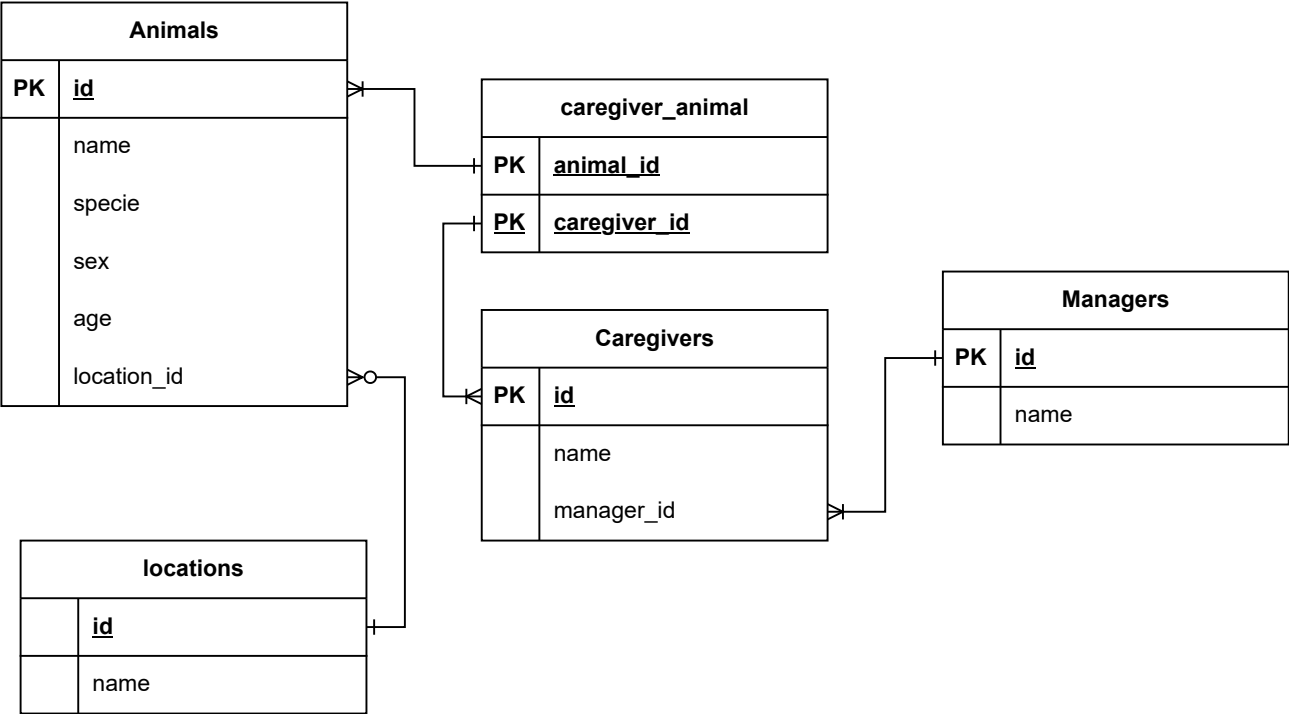 Animals
PK id
name
specie
sex
age
location_id
caregiver_animal
PK animal_id
PK caregiver_id
Caregivers
PK id
name
manager_id
Managers
PK id
name
locations
id
name